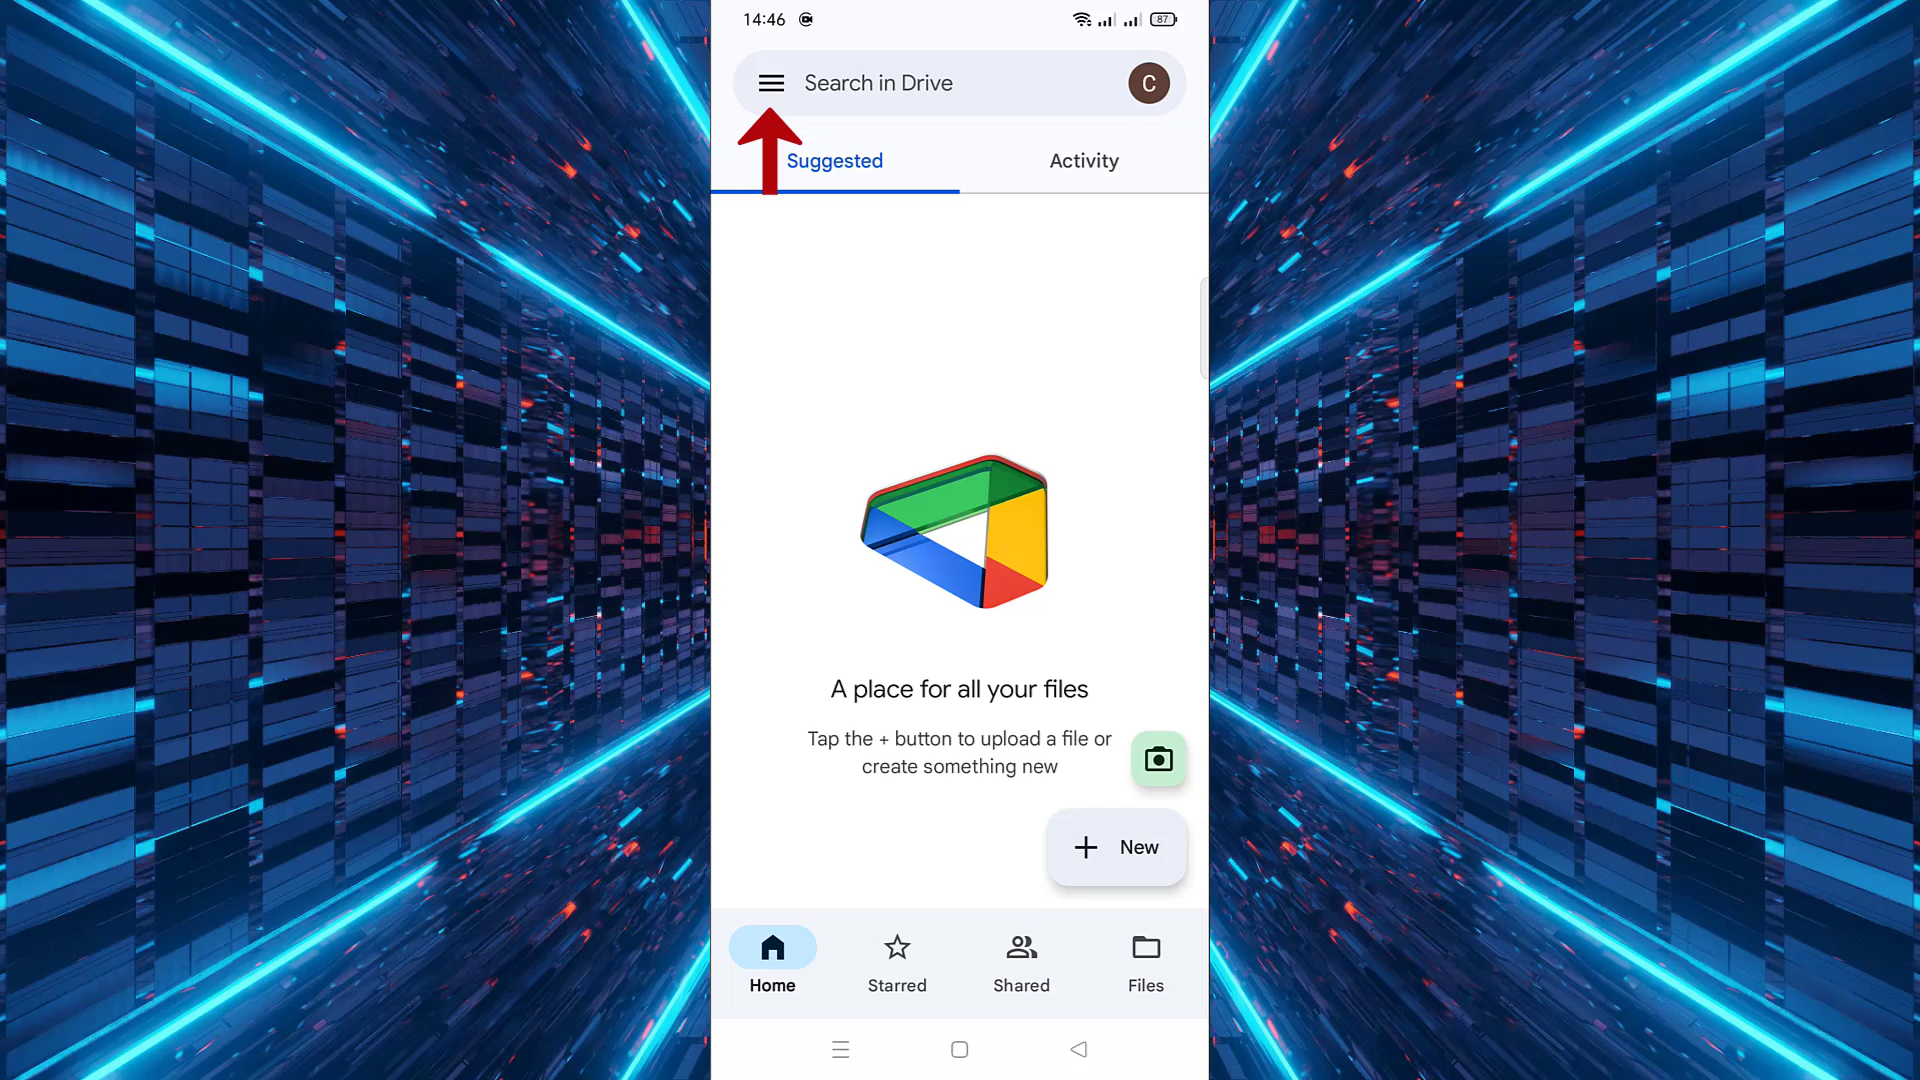 14:46
87
Search in Drive
C
Suggested
Activity
A place for all your files
Tap the + button to upload a file or
create something new
New
Home
Starred
Shared
Files